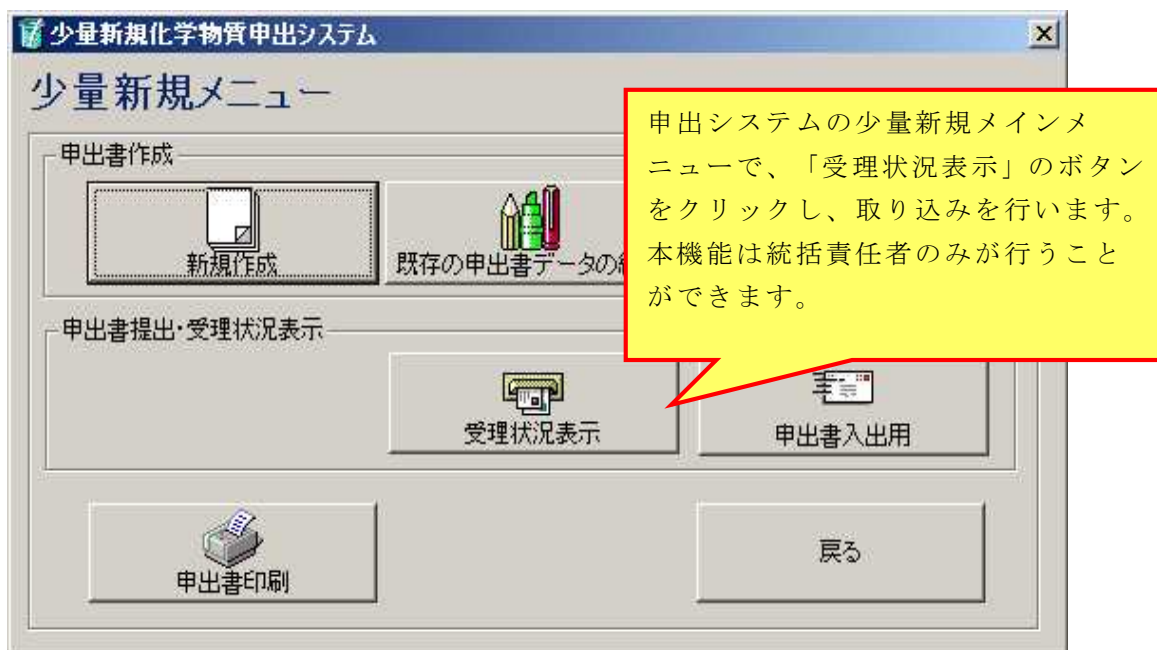 少量新規化学物質申出システム
少量新規メニュー
申出システムの少量新規メインメ
ニューで、「受理状況表示」のボタン
をクリックし、取り込みを行います。
本機能は統括責任者のみが行うこと
ができます。
申出書作成
新規作成
既存の申出書データの
申出書提出・受理状況表示
受理状況表示
申出書入出用
申出書印刷
戻る